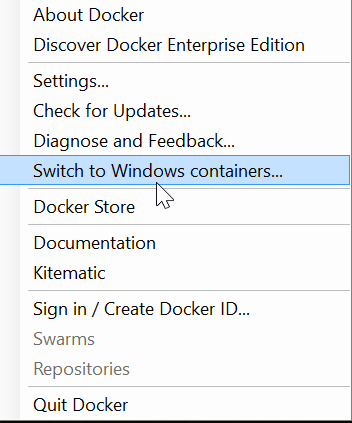 About Docker
Discover Docker Enterprise Edition
Settings...
Check for Updates...
Diagnose and Feedback...
Switch to Windows containers...
Docker Store
Documentation
Kitematic
Sign in / Create Docker ID...
Swarms
Repositories
Quit Docker